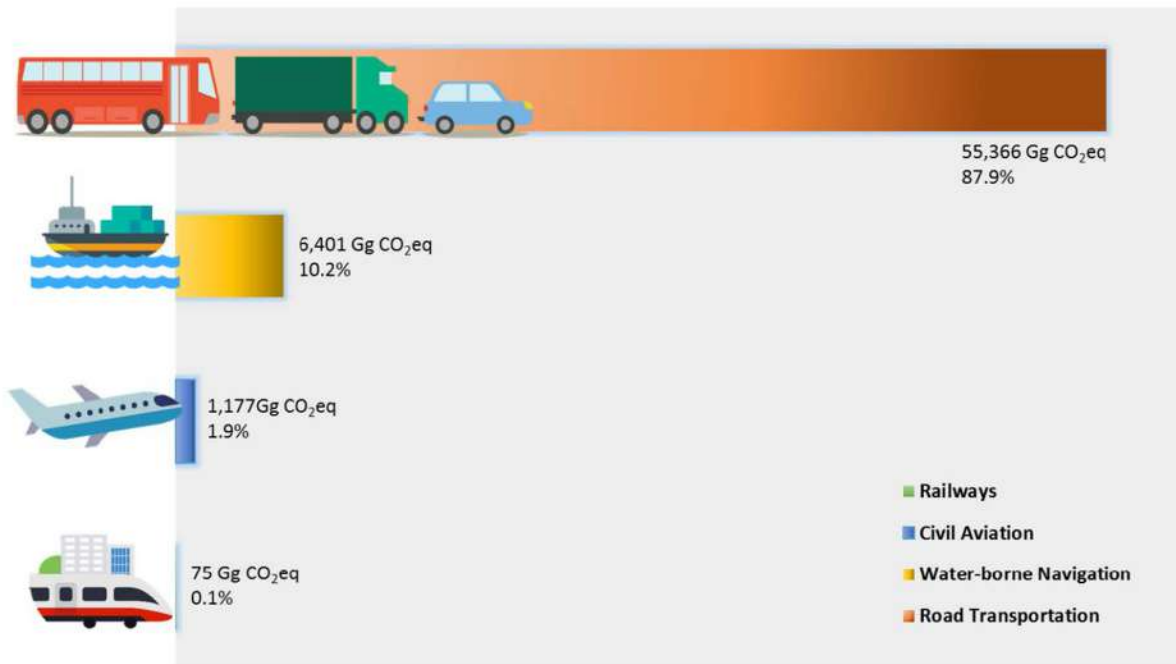 55,366 Gg CO₂eq
87.9%
6,401 Gg CO₂eq
10.2%
1,177Gg CO₂eq
1.9%
75 Gg CO₂eq
0.1%
Railways
Civil Aviation
Water-borne Navigation
Road Transportation